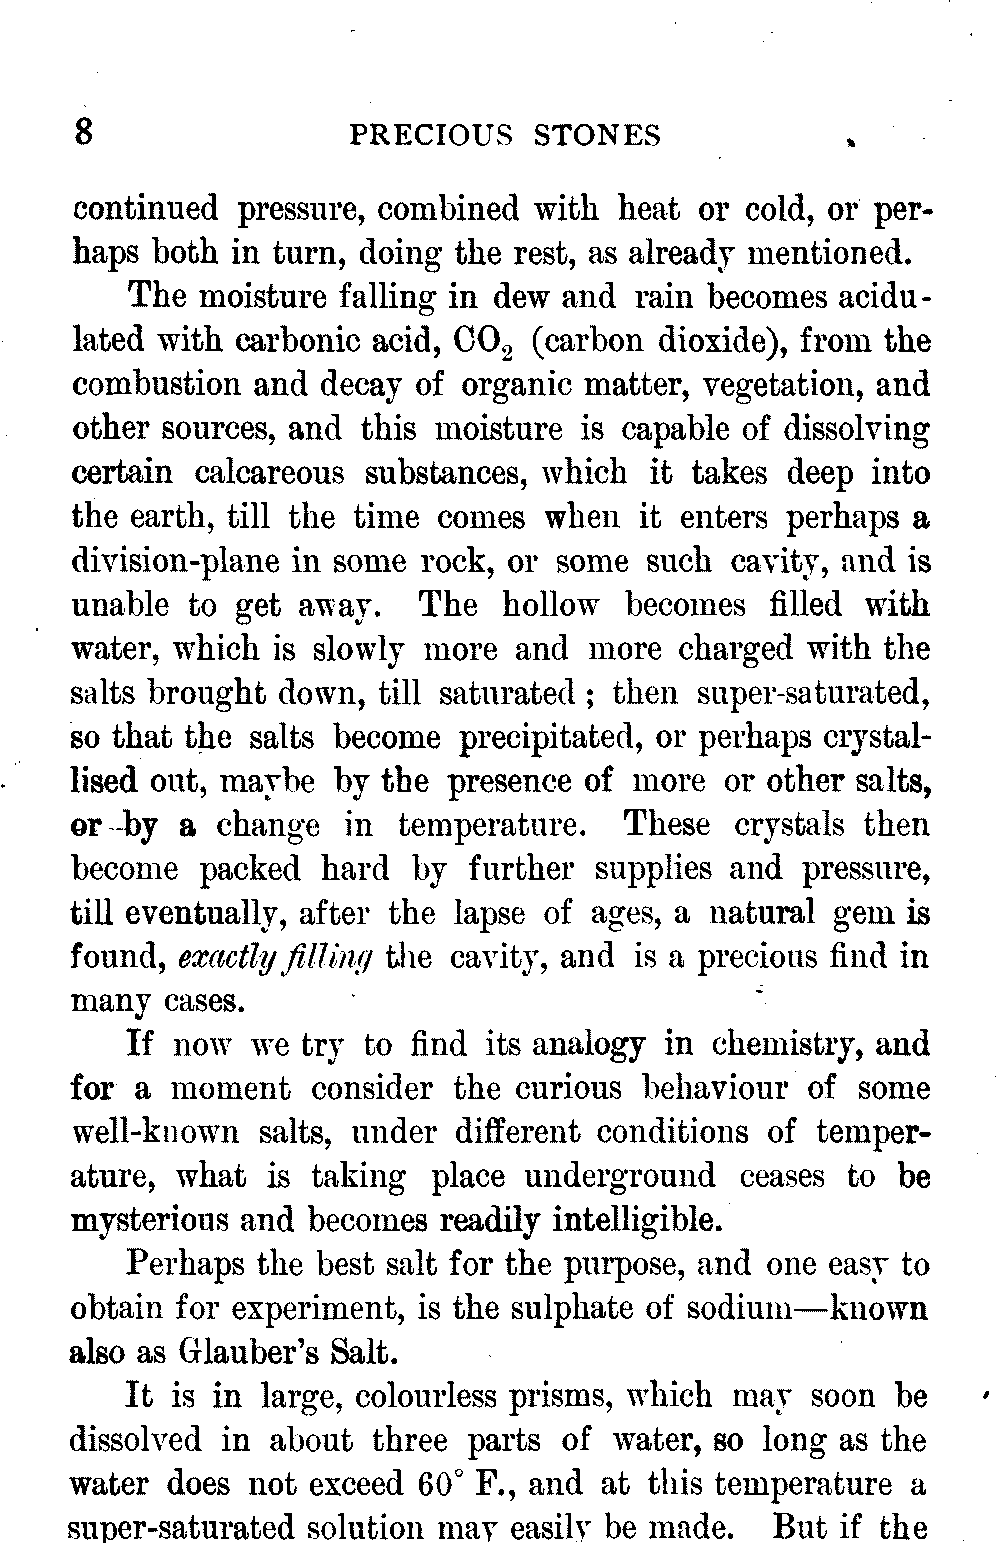 8 PRECIOUS STONES
continued pressure, combined with heat or cold, or per-
haps both in turn, doing the rest, as already mentioned.
The moisture falling in dew and rain becomes acidu-
lated with carbonic acid, CO₂ (carbon dioxide), from the
combustion and decay of organic matter, vegetation, and
other sources, and this moisture is capable of dissolving
certain calcareous substances, which it takes deep into
the earth, till the time comes when it enters perhaps a
division-plane in some rock, or some such cavity, and is
unable to get away. The hollow becomes filled with
water, which is slowly more and more charged with the
salts brought down, till saturated ; then super-saturated,
so that the salts become precipitated, or perhaps crystal-
lised out, maybe by the presence of more or other salts,
or by a change in temperature. These crystals then
become packed hard by further supplies and pressure,
till eventually, after the lapse of ages, a natural gem is
found, exactly filling the cavity, and is a precious find in
many cases.
If now we try to find its analogy in chemistry, and
for a moment consider the curious behaviour of some
well-known salts, under different conditions of temper-
ature, what is taking place underground ceases to be
mysterious and becomes readily intelligible.
Perhaps the best salt for the purpose, and one easy to
obtain for experiment, is the sulphate of sodium—known
also as Glauber's Salt.
It is in large, colourless prisms, which may soon be
dissolved in about three parts of water, so long as the
water does not exceed 60° F., and at this temperature a
super-saturated solution may easily be made. But if the